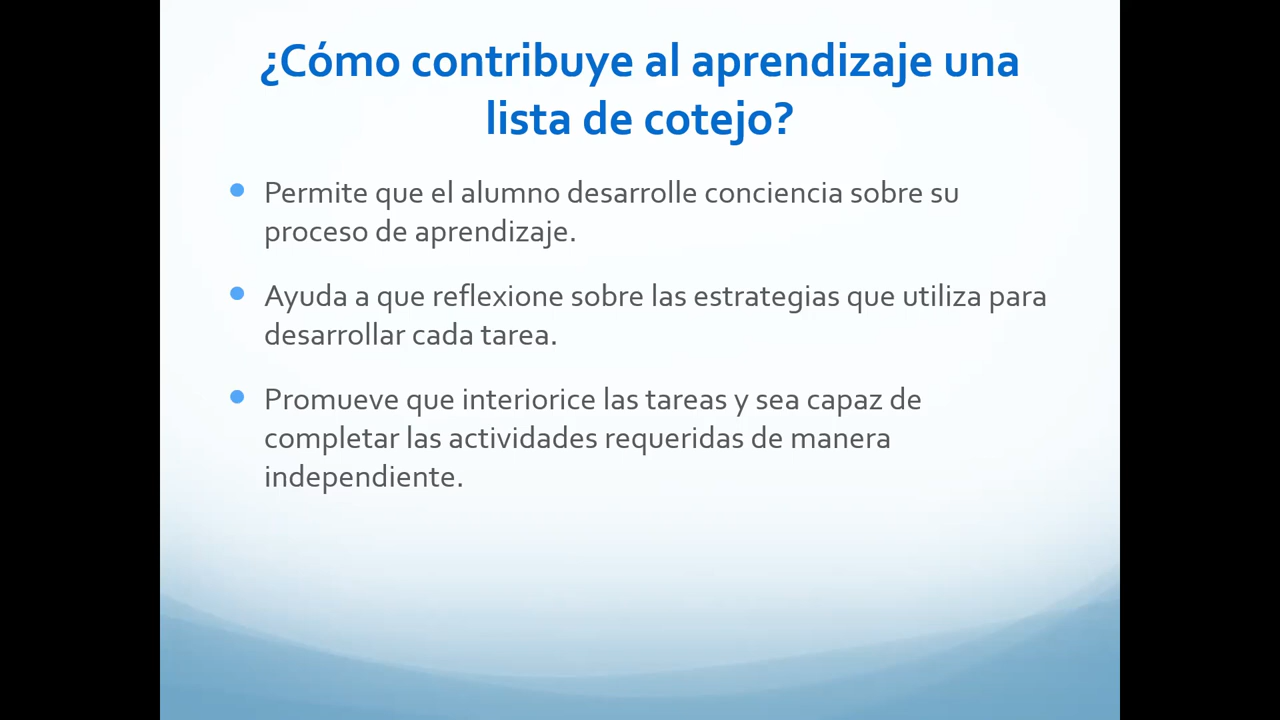 ¿Cómo contribuye al aprendizaje una
lista de cotejo?
Permite que el alumno desarrolle conciencia sobre su
proceso de aprendizaje.
Ayuda a que reflexione sobre las estrategias que utiliza para
desarrollar cada tarea.
Promueve que interiorice las tareas y sea capaz de
completar las actividades requeridas de manera
independiente.